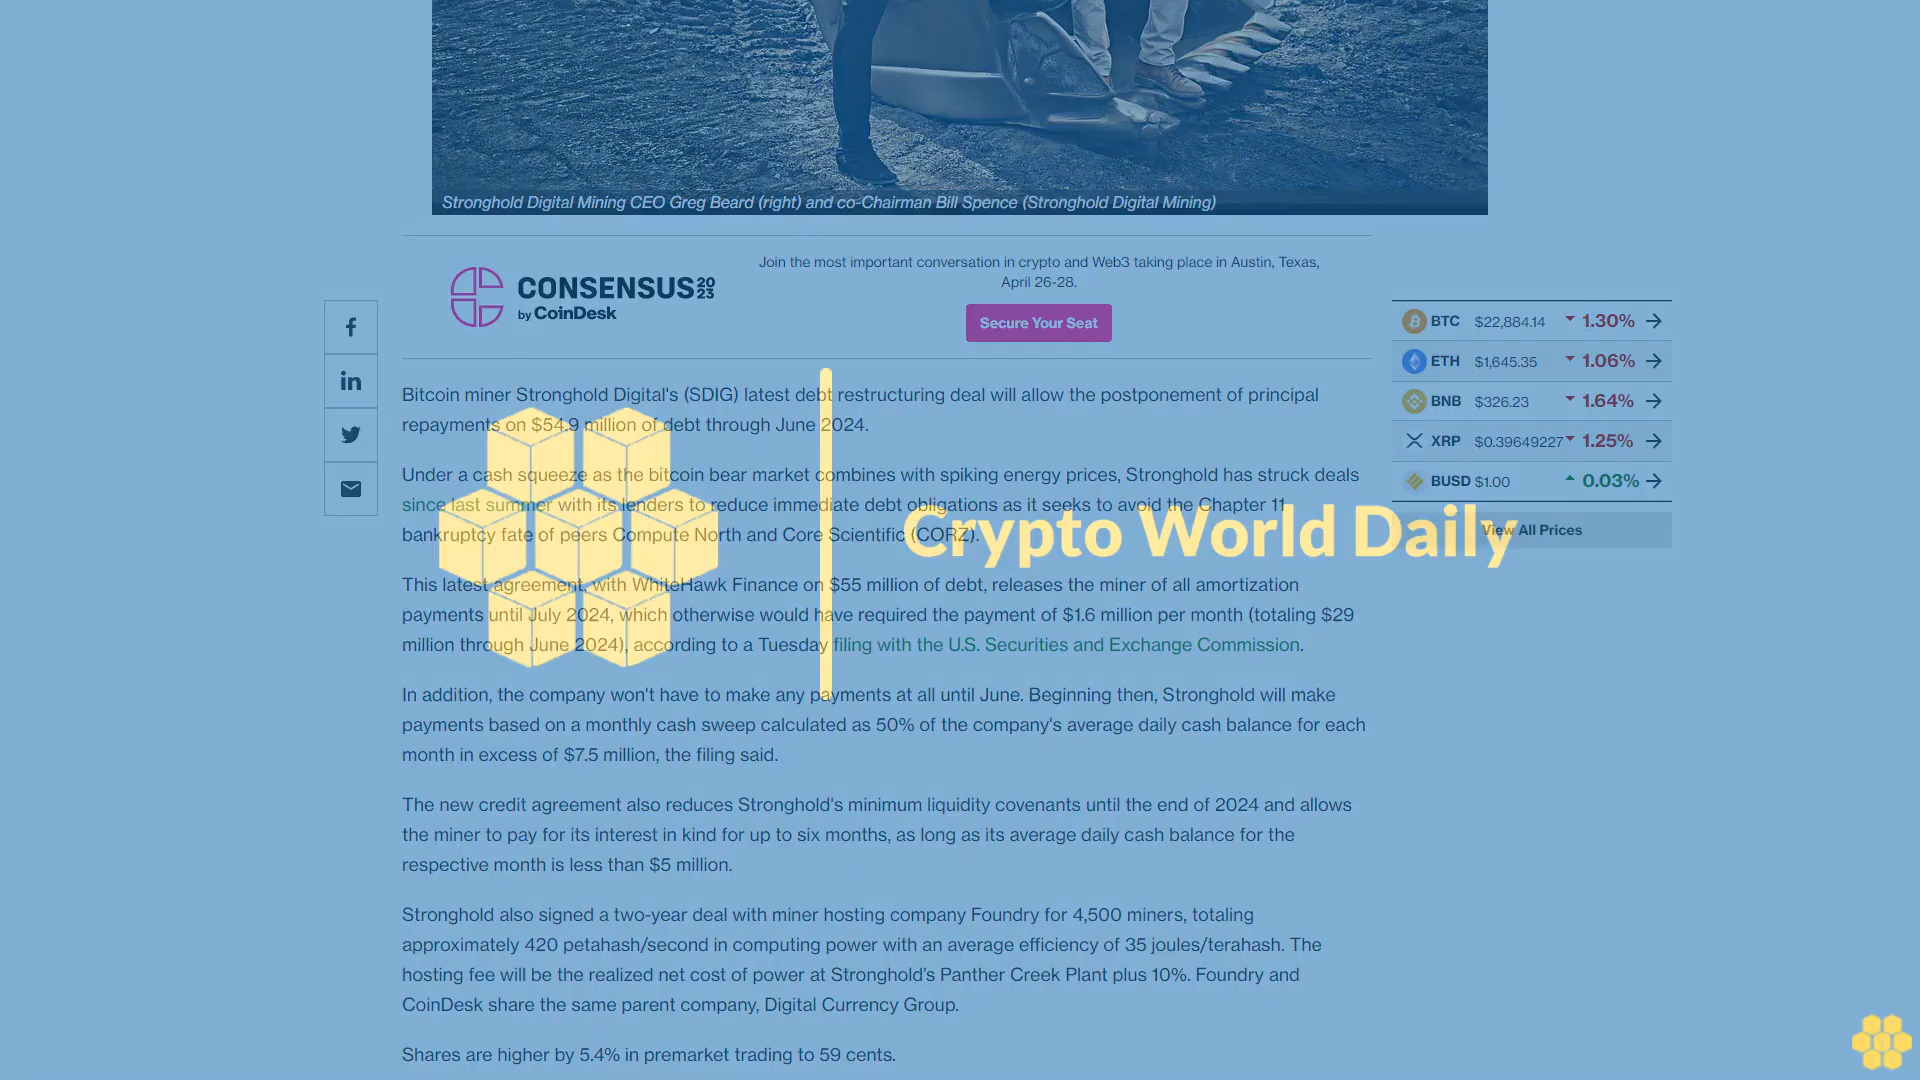 Stronghold Digital Mining CEO Greg Beard (right) and co-Chairman Bill Spence (Stronghold Digital Mining)
CONSENSUS 2023
by CoinDesk
Join the most important conversation in crypto and Web3 taking place in Austin, Texas,
April 26-28.
Secure Your Seat
BTC $22,884.14 1.30%
ETH $1,645.35 1.06%
BNB $326.23 1.64%
XRP $0.39649227 1.25%
BUSD $1.00 0.03%
View All Prices
Bitcoin miner Stronghold Digital's (SDIG) latest debt restructuring deal will allow the postponement of principal
repayments on $54.9 million of debt through June 2024.
Under a cash squeeze as the bitcoin bear market combines with spiking energy prices, Stronghold has struck deals
since last summer with its lenders to reduce immediate debt obligations as it seeks to avoid the Chapter 11
bankruptcy fate of peers Compute North and Core Scientific (CORZ).
Crypto World Daily
This latest agreement, with WhiteHawk Finance on $55 million of debt, releases the miner of all amortization
payments until July 2024, which otherwise would have required the payment of $1.6 million per month (totaling $29
million through June 2024), according to a Tuesday filing with the U.S. Securities and Exchange Commission.
In addition, the company won't have to make any payments at all until June. Beginning then, Stronghold will make
payments based on a monthly cash sweep calculated as 50% of the company's average daily cash balance for each
month in excess of $7.5 million, the filing said.
The new credit agreement also reduces Stronghold's minimum liquidity covenants until the end of 2024 and allows
the miner to pay for its interest in kind for up to six months, as long as its average daily cash balance for the
respective month is less than $5 million.
Stronghold also signed a two-year deal with miner hosting company Foundry for 4,500 miners, totaling
approximately 420 petahash/second in computing power with an average efficiency of 35 joules/terahash. The
hosting fee will be the realized net cost of power at Stronghold's Panther Creek Plant plus 10%. Foundry and
CoinDesk share the same parent company, Digital Currency Group.
Shares are higher by 5.4% in premarket trading to 59 cents.